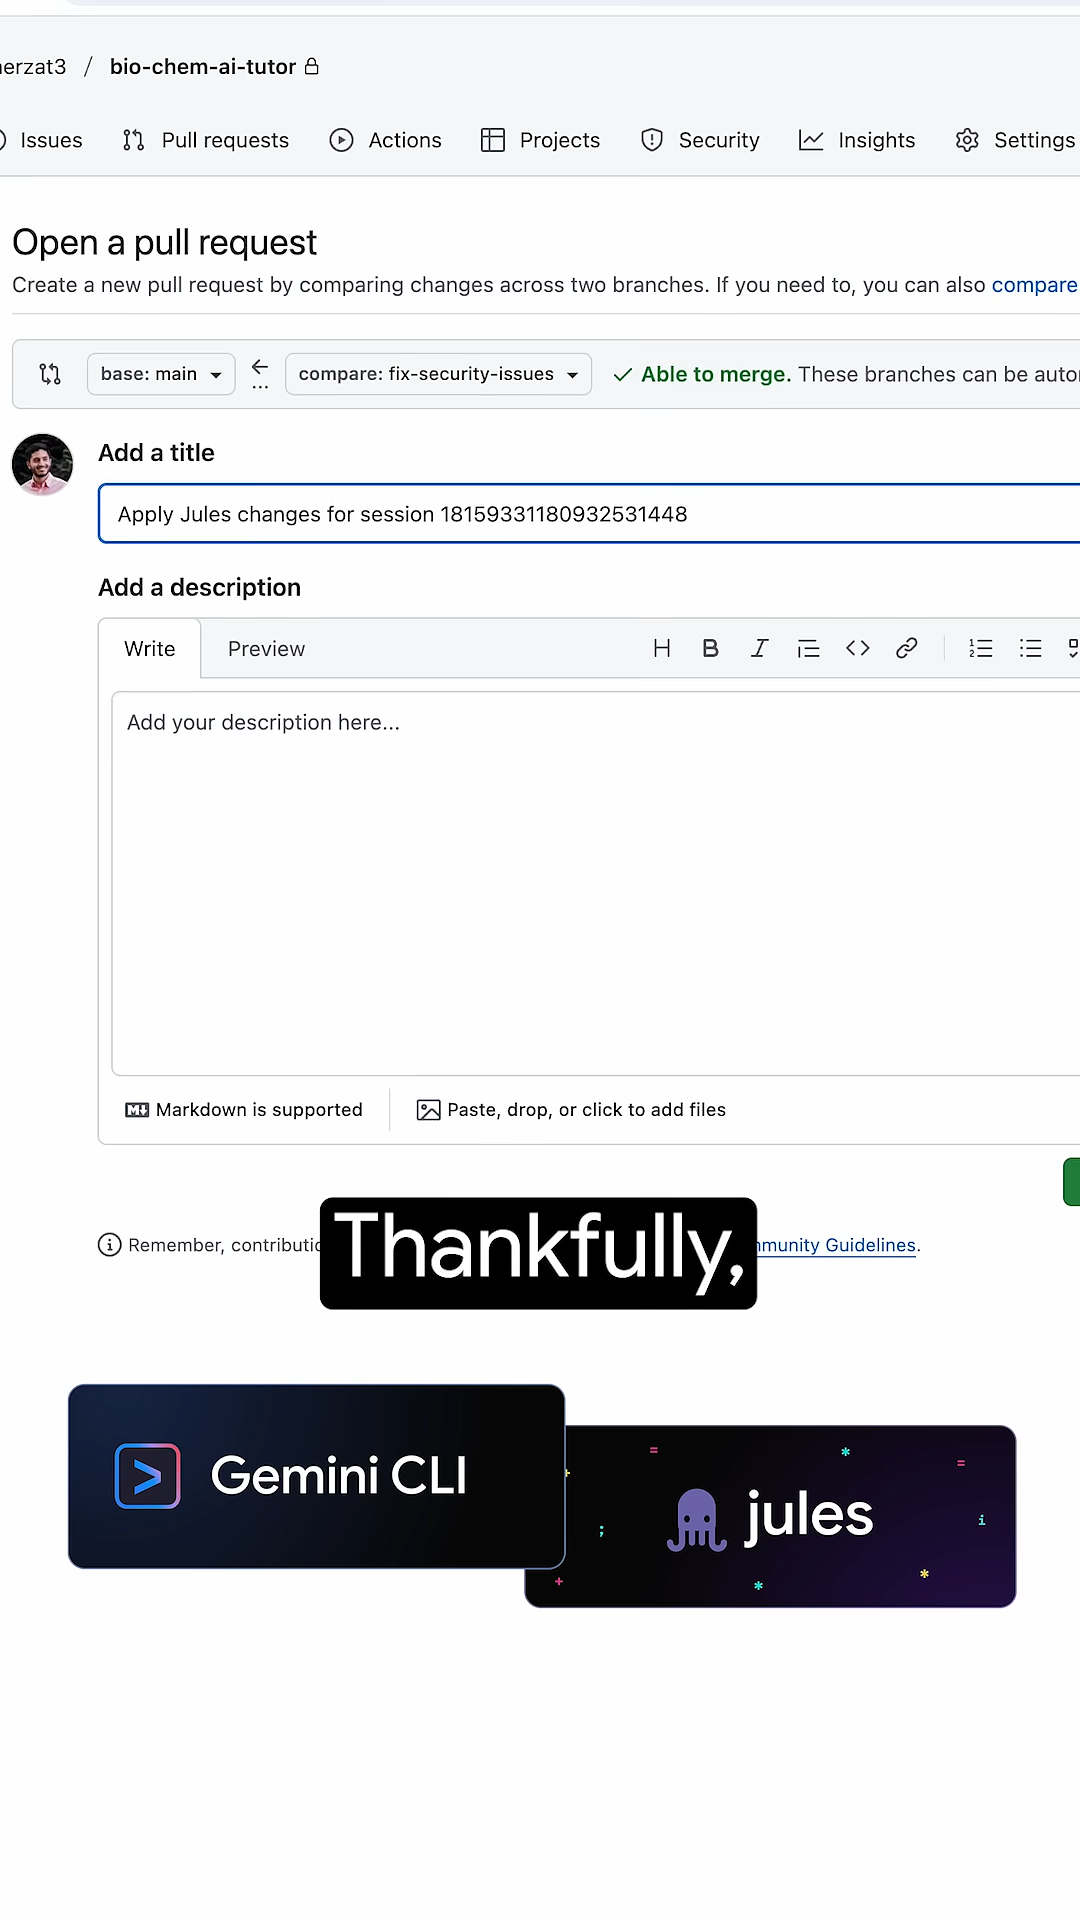 erzat3 / bio-chem-ai-tutor
Issues Pull requests Actions Projects Security Insights Settings
Open a pull request
Create a new pull request by comparing changes across two branches. If you need to, you can also compare
base: main compare: fix-security-issues Able to merge. These branches can be auto
Add a title
Apply Jules changes for session 18159331180932531448
Add a description
Write Preview
Add your description here...
Markdown is supported Paste, drop, or click to add files
Remember, contributio
Thankfully,
mmunity Guidelines.
Gemini CLI
jules